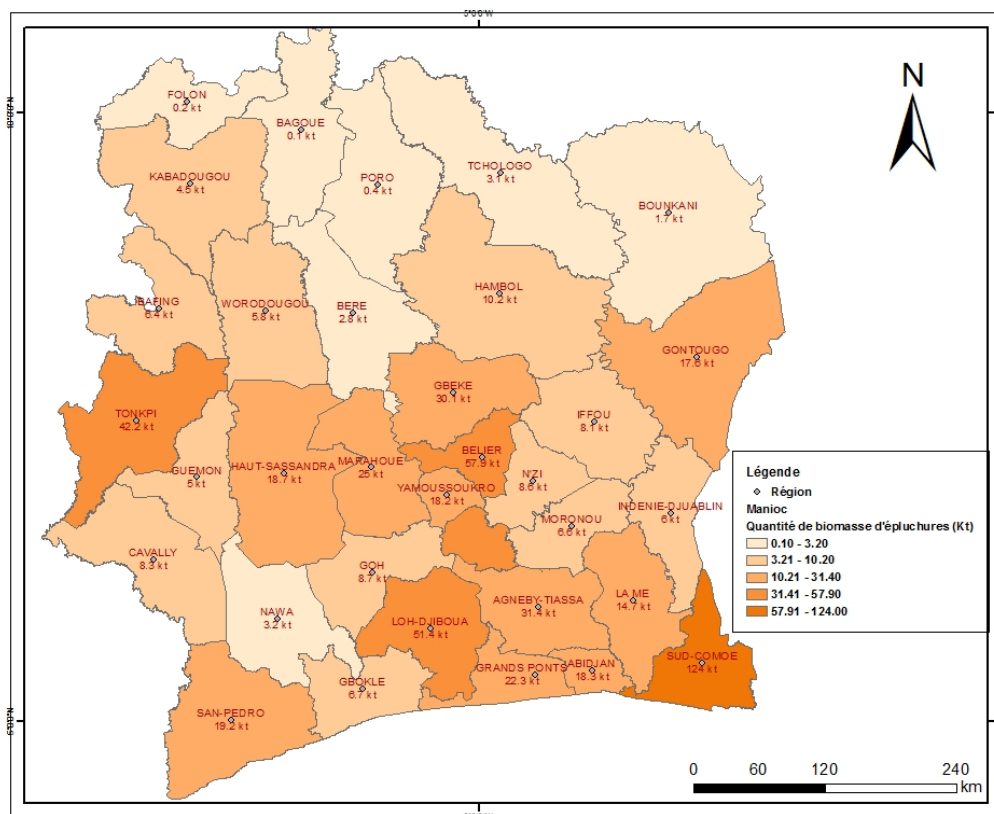 5°0'0"W
N
FOLON
0.2 kt
BAGOUE
0.1 kt
TCHOLOGO
3.1 kt
KABADOUGOU
4.5 kt
PORO
0.4 kt
BOUNKANI
1.7 kt
HAMBOL
10.2 kt
BAFING
6.4 kt
WORODOUGOU
5.8 kt
BERE
2.8 kt
GONTOUGO
17.6 kt
GBEKE
30.1 kt
TONKPI
42.2 kt
IFFOU
8.1 kt
BELIER
57.9 kt
GUEMON
5 kt
HAUT-SASSANDRA
18.7 kt
MARAHOUE
25 kt
N'ZI
8.6 kt
YAMOUSSOUKRO
18.2 kt
INDENIE-DJUABLIN
6 kt
MORONOU
6.6 kt
CAVALLY
8.3 kt
GOH
8.7 kt
NAWA
3.2 kt
LOH-DJIBOUA
51.4 kt
AGNEBY-TIASSA
31.4 kt
LA ME
14.7 kt
SUD-COMOE
124 kt
GRANDS PONTS
22.3 kt
ABIDJAN
18.3 kt
GBOKLE
6.7 kt
SAN-PEDRO
19.2 kt
Légende
Région
Manioc
Quantité de biomasse d'épluchures (Kt)
0.10 - 3.20
3.21 - 10.20
10.21 - 31.40
31.41 - 57.90
57.91 - 124.00
0 60 120 240
km